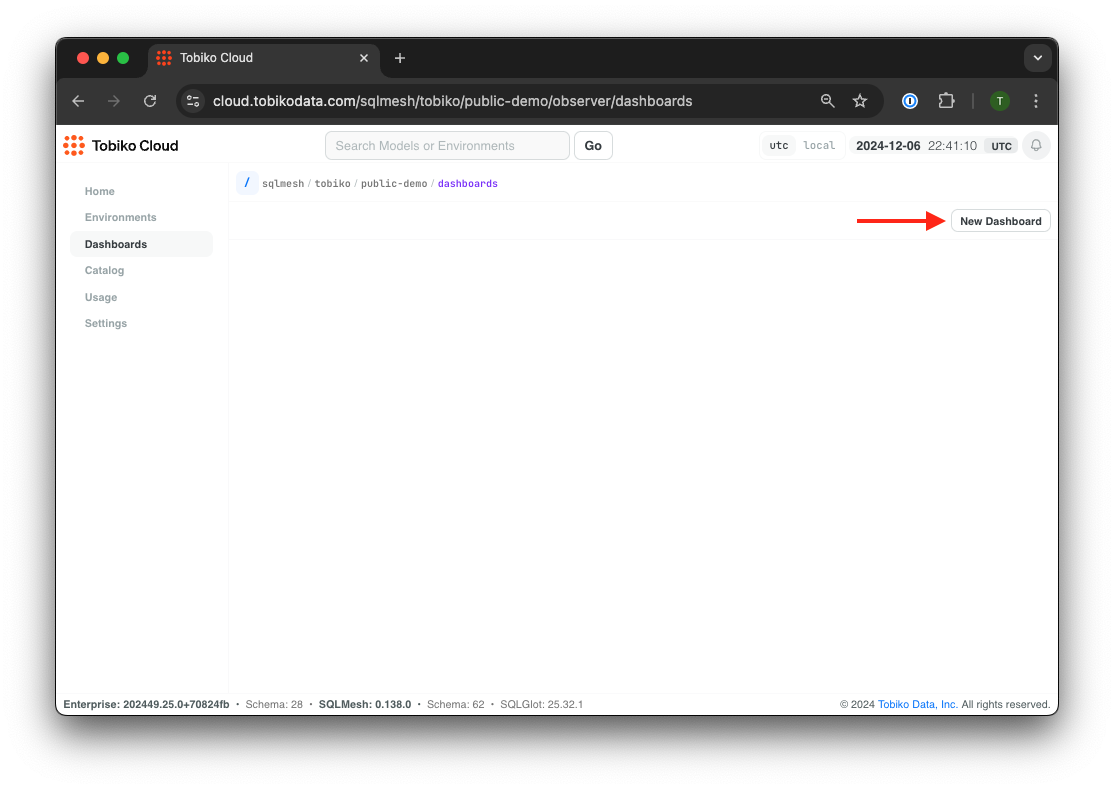 Tobiko Cloud
cloud.tobikodata.com/sqlmesh/tobiko/public-demo/observer/dashboards
T
Tobiko Cloud
Search Models or Environments
Go
utc local
2024-12-06 22:41:10 UTC
Home
Environments
Dashboards
Catalog
Usage
Settings
/ sqlmesh / tobiko / public-demo / dashboards
New Dashboard
Enterprise: 202449.25.0+70824fb • Schema: 28 • SQLMesh: 0.138.0 • Schema: 62 • SQLGlot: 25.32.1
© 2024 Tobiko Data, Inc. All rights reserved.